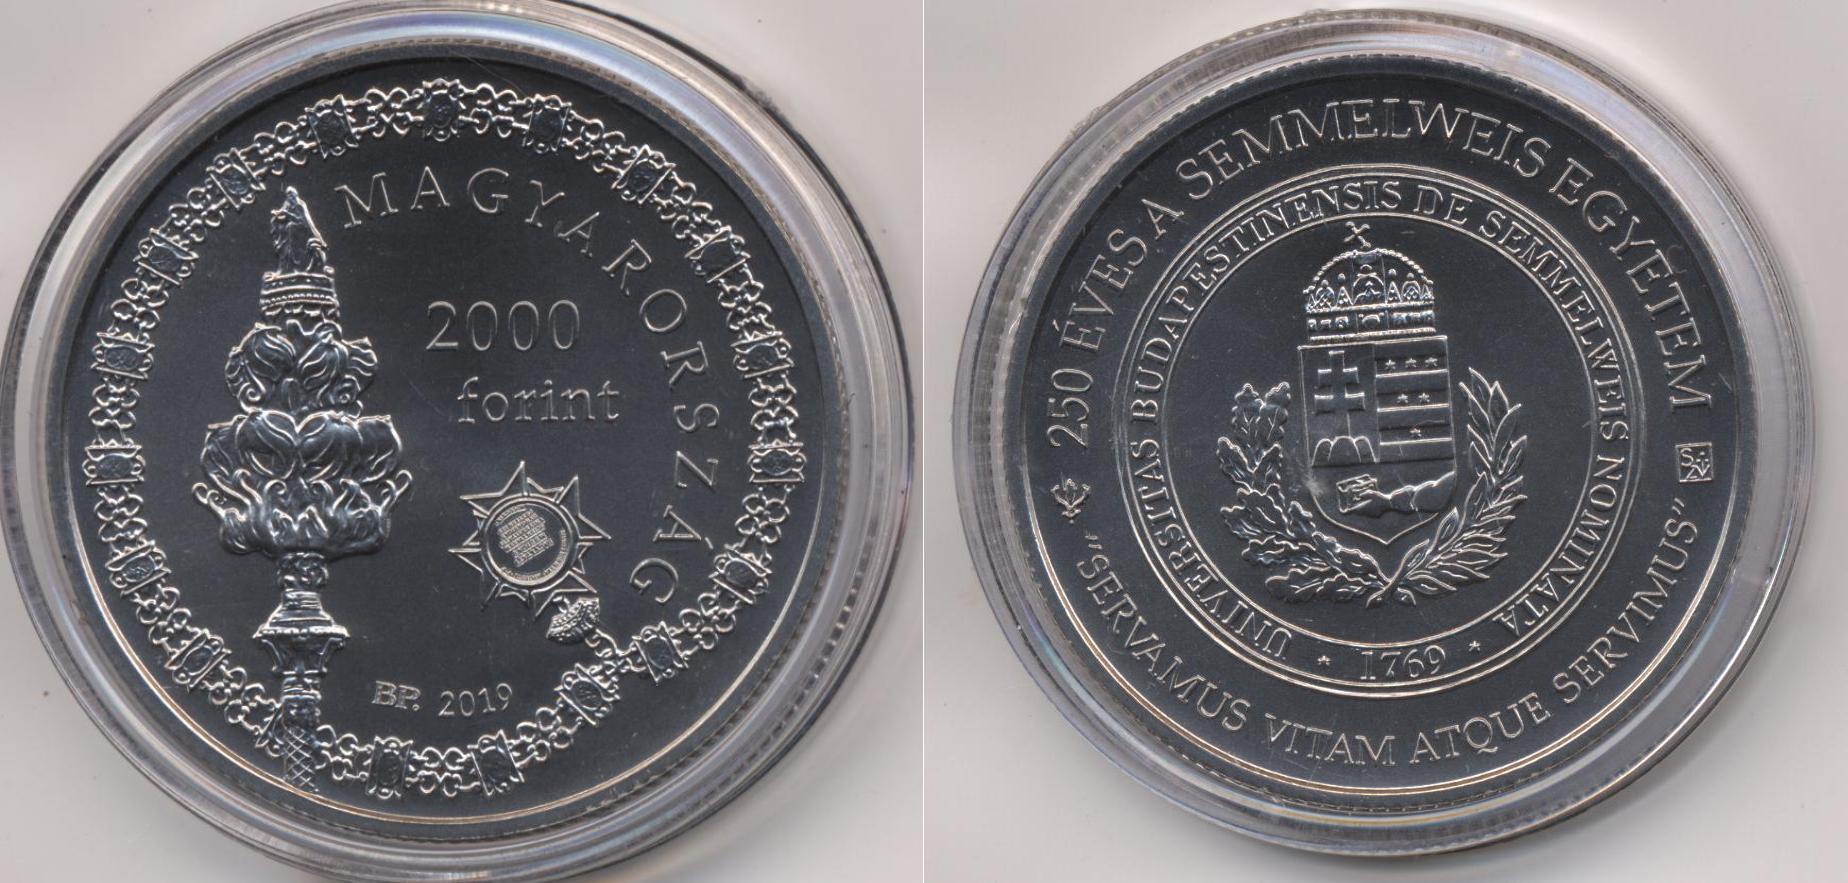 MAGYARORSZÁG
2000
forint
BP. 2019
250 ÉVES A SEMMELWEIS EGYETEM
UNIVERSITAS BUDAPESTINENSIS DE SEMMELWEIS NOMINATA
* 1769 *
„SERVAMUS VITAM ATQUE SERVIMUS”